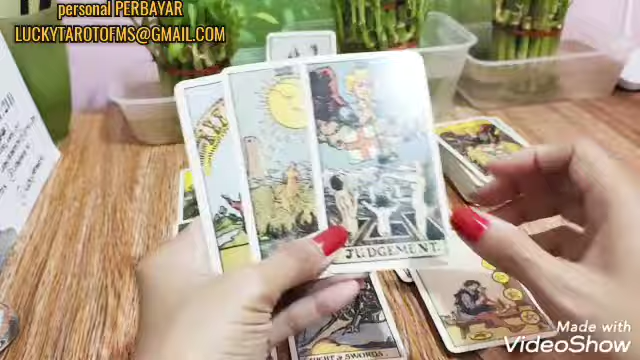 personal PERBAYAR
LUCKYTAROTOFMS@GMAIL.COM
JUDGEMENT.
Made with
VideoShow